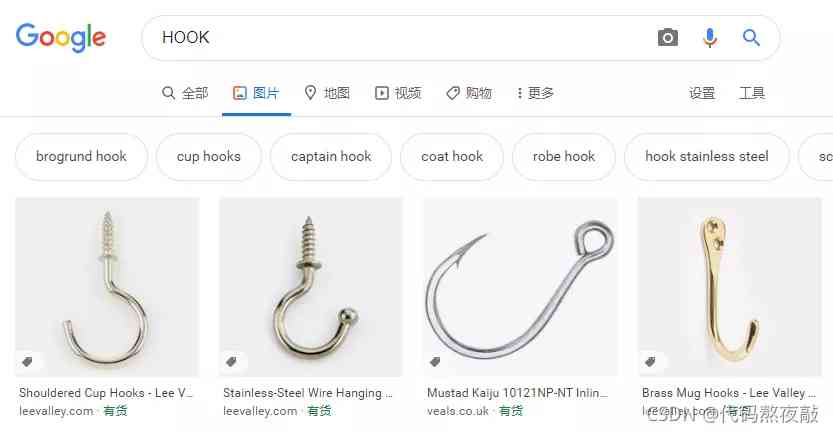 Google HOOK
全部 图片 地图 视频 购物 更多 设置 工具
brogrund hook cup hooks captain hook coat hook robe hook hook stainless steel sc
Shouldered Cup Hooks - Lee V... Stainless-Steel Wire Hanging ... Mustad Kaiju 10121NP-NT Inlin... Brass Mug Hooks - Lee Valley ...
leevalley.com · 有货 leevalley.com · 有货 veals.co.uk · 有货 leevalley.com · 有货
CSDN @代码熬夜敲